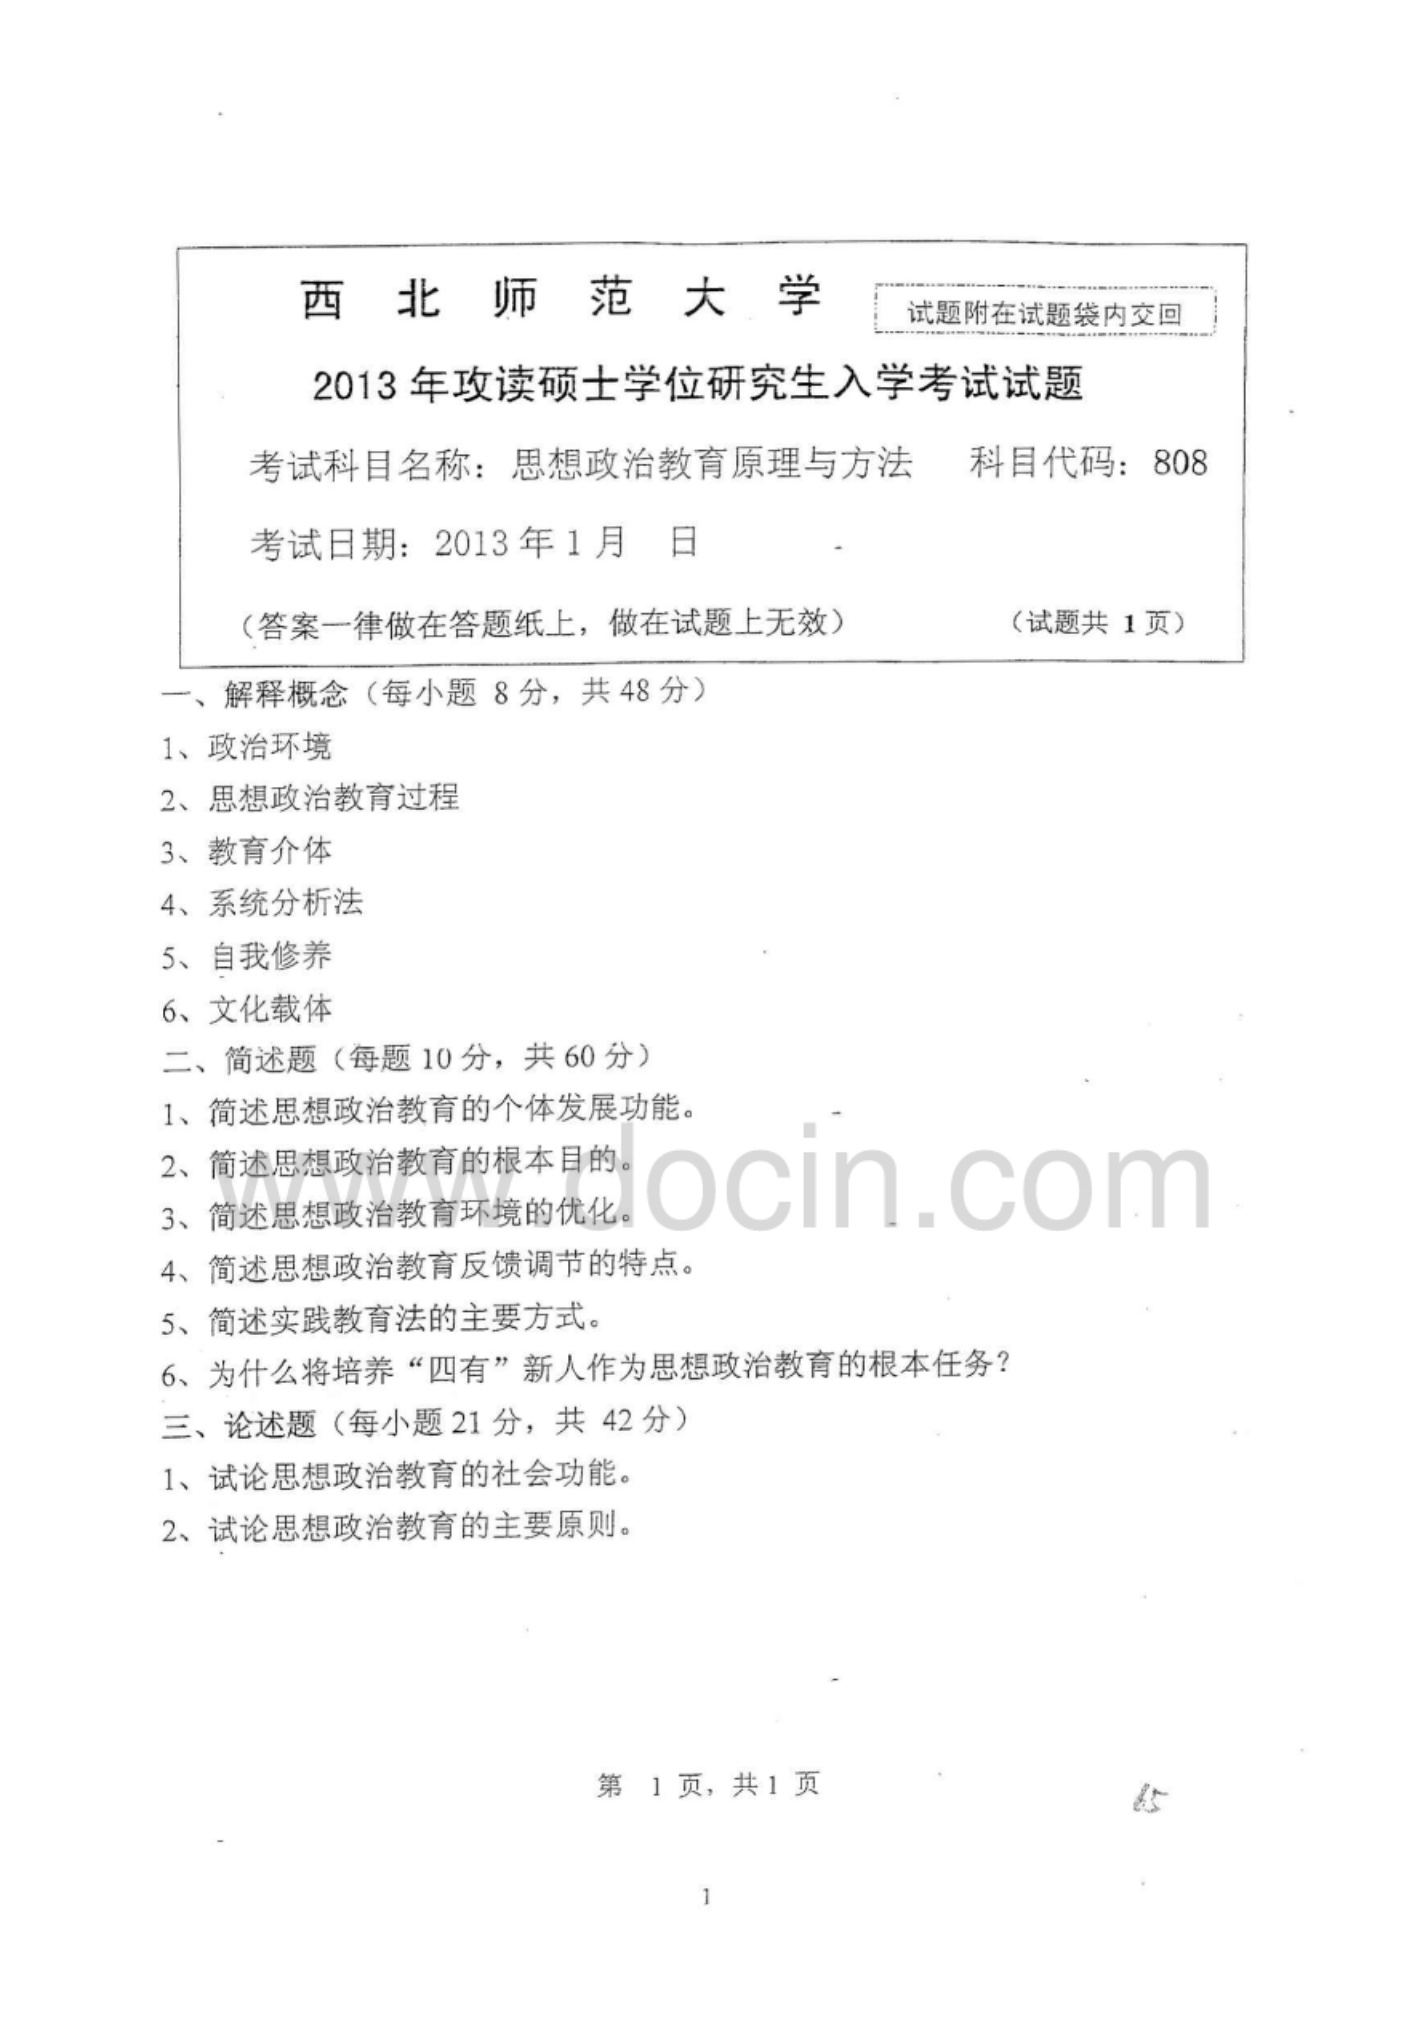 西北师范大学
试题附在试题袋内交回
2013 年攻读硕士学位研究生入学考试试题
考试科目名称：思想政治教育原理与方法 科目代码：808
考试日期：2013 年 1 月 日
（答案一律做在答题纸上，做在试题上无效） （试题共 1 页）
一、解释概念（每小题 8 分，共 48 分）
1、政治环境
2、思想政治教育过程
3、教育介体
4、系统分析法
5、自我修养
6、文化载体
二、简述题（每题 10 分，共 60 分）
1、简述思想政治教育的个体发展功能。
2、简述思想政治教育的根本目的。
3、简述思想政治教育环境的优化。
4、简述思想政治教育反馈调节的特点。
5、简述实践教育法的主要方式。
6、为什么将培养“四有”新人作为思想政治教育的根本任务？
三、论述题（每小题 21 分，共 42 分）
1、试论思想政治教育的社会功能。
2、试论思想政治教育的主要原则。
www.docin.com
第 1 页，共 1 页
1